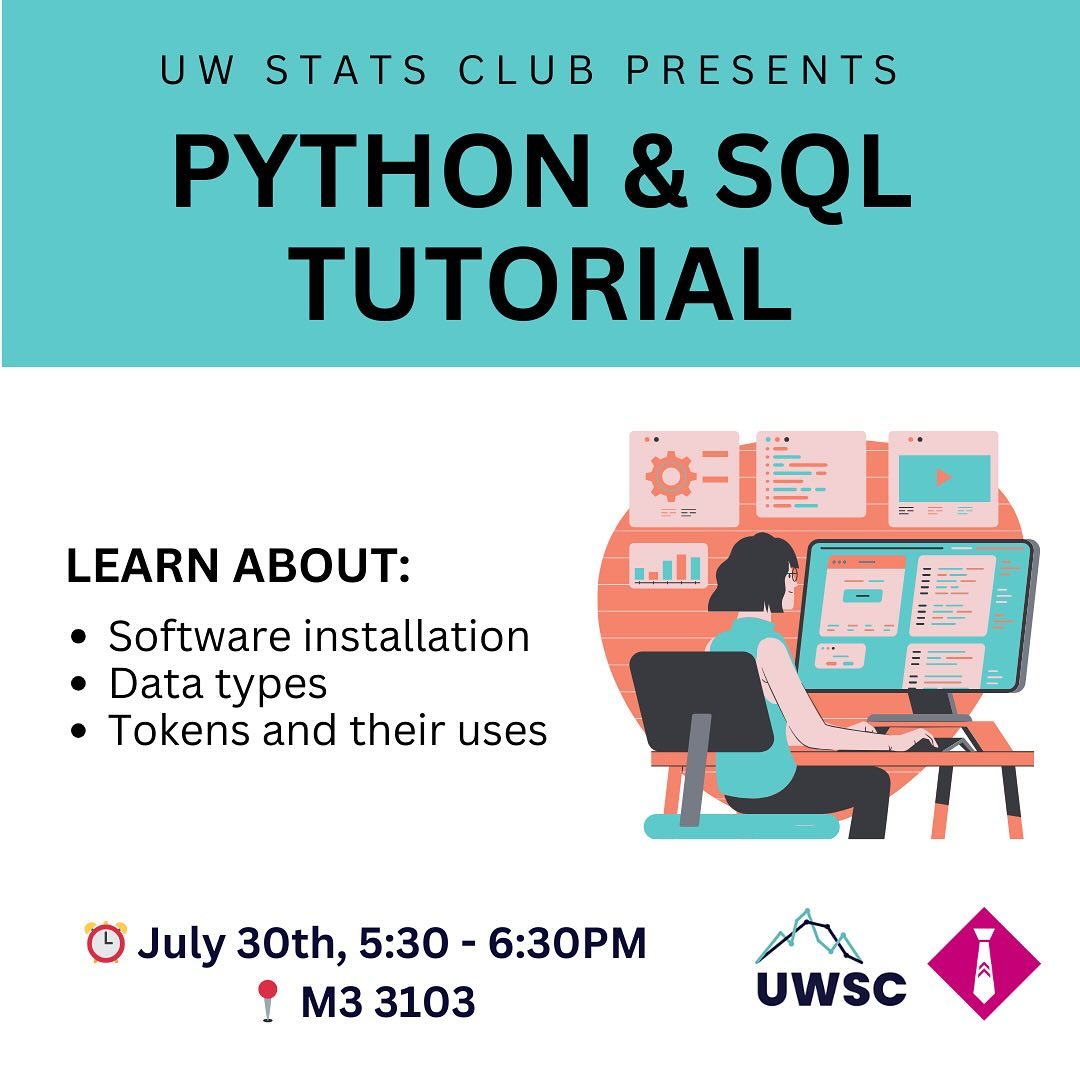 UW STATS CLUB PRESENTS
PYTHON & SQL
TUTORIAL
LEARN ABOUT:
• Software installation
• Data types
• Tokens and their uses
July 30th, 5:30 - 6:30PM
M3 3103
UWSC